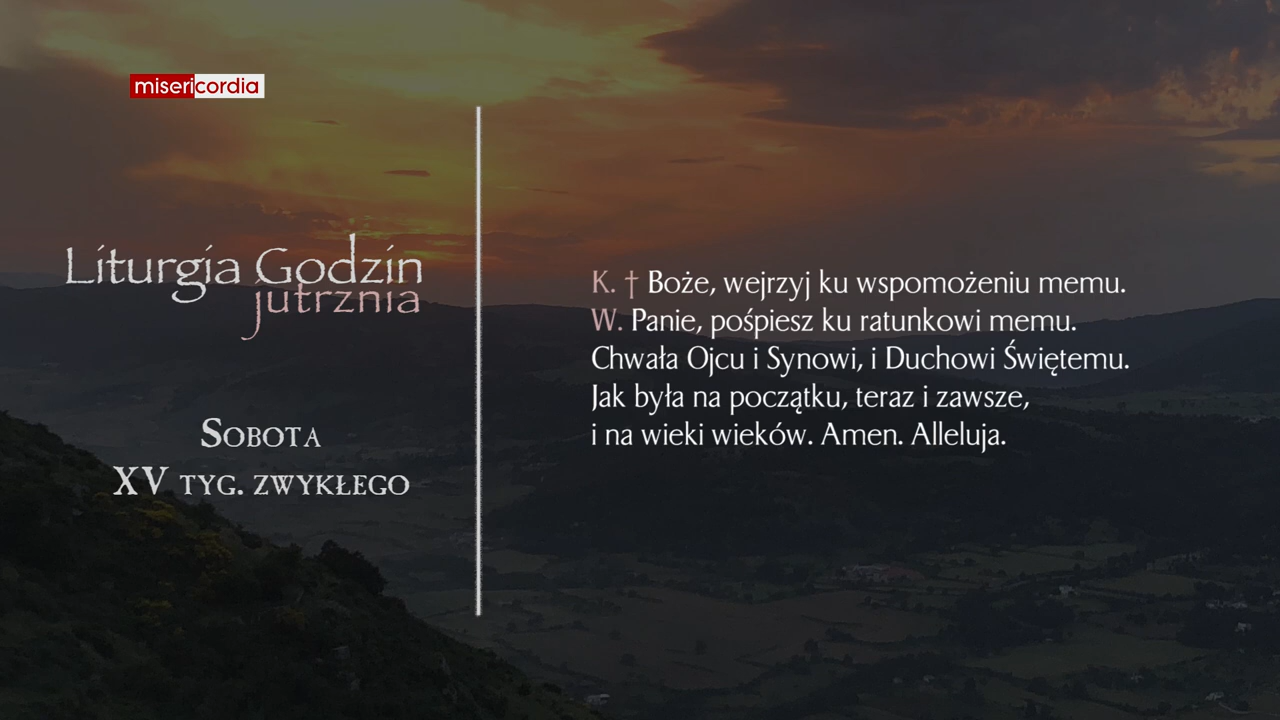 misericordia
Liturgia Godzin
jutrznia
Sobota
XV tyg. zwykłego
K. † Boże, wejrzyj ku wspomożeniu memu.
W. Panie, pośpiesz ku ratunkowi memu.
Chwała Ojcu i Synowi, i Duchowi Świętemu.
Jak była na początku, teraz i zawsze,
i na wieki wieków. Amen. Alleluja.